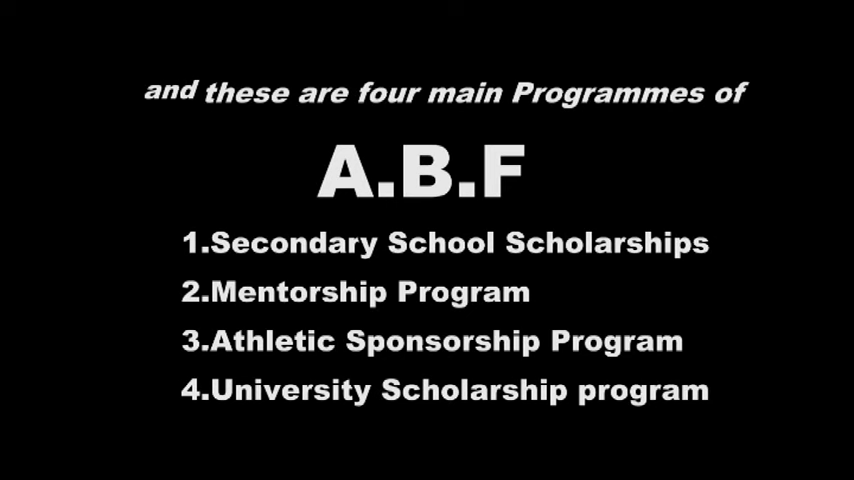 and these are four main Programmes of
A.B.F
1.Secondary School Scholarships
2.Mentorship Program
3.Athletic Sponsorship Program
4.University Scholarship program